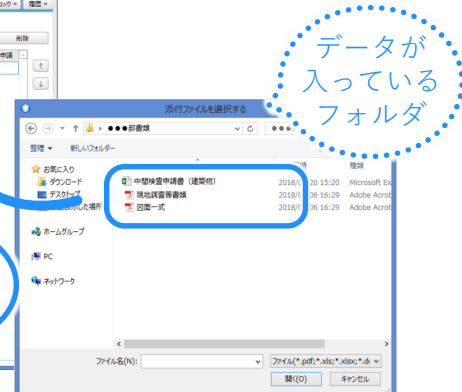 履歴
削除
申請
データが
入っている
フォルダ
添付ファイルを選択する
●●●部書類
整理
新しいフォルダー
種類
お気に入り
ダウンロード
デスクトップ
した場所
中間検査申請書（建築物）
20 15:20
Microsoft Ex
現地調査等書類
2018/
06 16:29
Adobe Acrob
図面一式
2018/
06 16:29
Adobe Acrob
ホームグループ
PC
ネットワーク
ファイル名(N):
ファイル(*.pdf;*.xls;*.xlsx;*.d
開く(O)
キャンセル